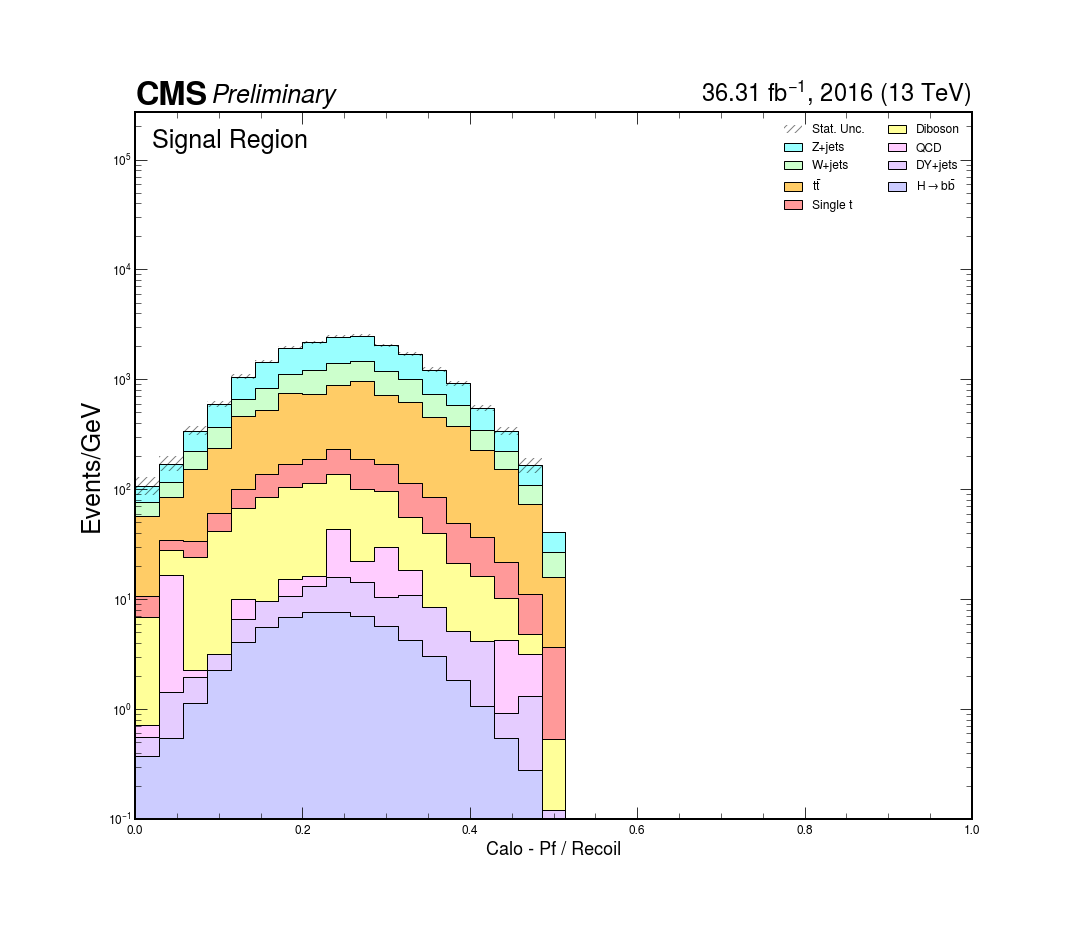 CMS Preliminary
36.31 fb⁻¹, 2016 (13 TeV)
Signal Region
Stat. Unc.
Z+jets
W+jets
tt̄
Single t
Diboson
QCD
DY+jets
H→bb̄
Events/GeV
10⁵
10⁴
10³
10²
10¹
10⁰
10⁻¹
0.0 0.2 0.4 0.6 0.8 1.0
Calo - Pf / Recoil